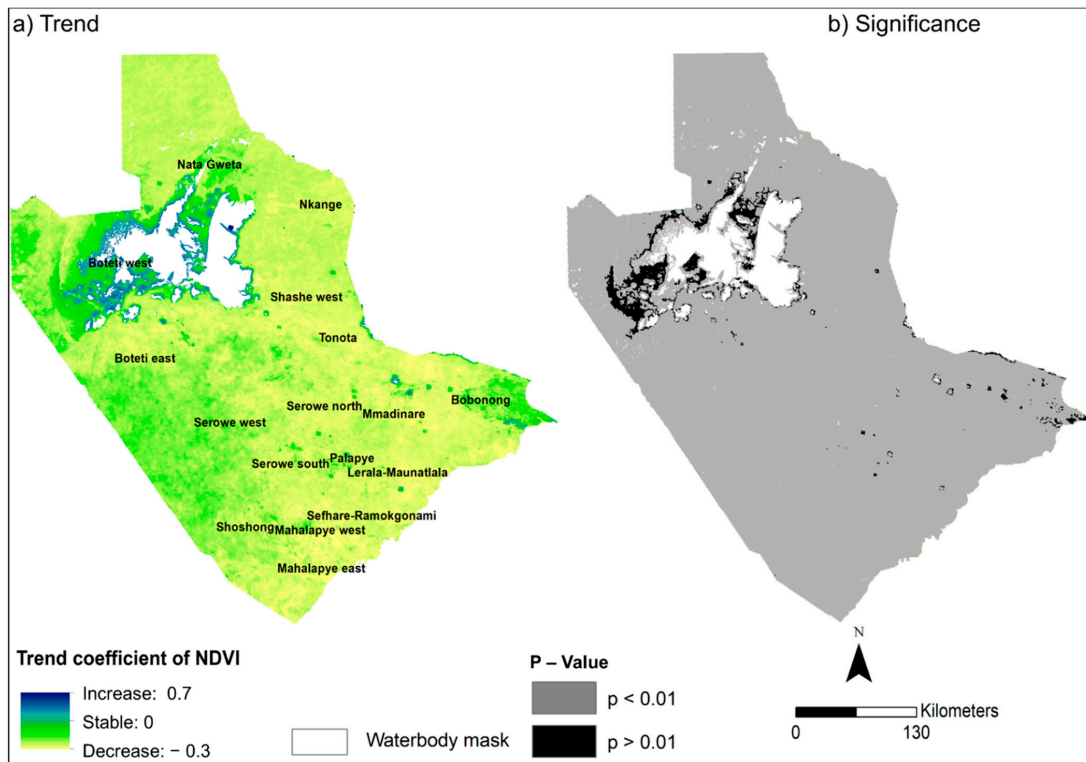 a) Trend
b) Significance
Nata Gweta
Nkange
Boteti west
Shashe west
Tonota
Boteti east
Bobonong
Serowe north
Mmadinare
Serowe west
Palapye
Serowe south
Lerala-Maunatlala
Sefhare-Ramokgonami
Shoshong
Mahalapye west
Mahalapye east
N
Trend coefficient of NDVI
Increase: 0.7
Stable: 0
Decrease: − 0.3
Waterbody mask
P – Value
p < 0.01
p > 0.01
Kilometers
0
130